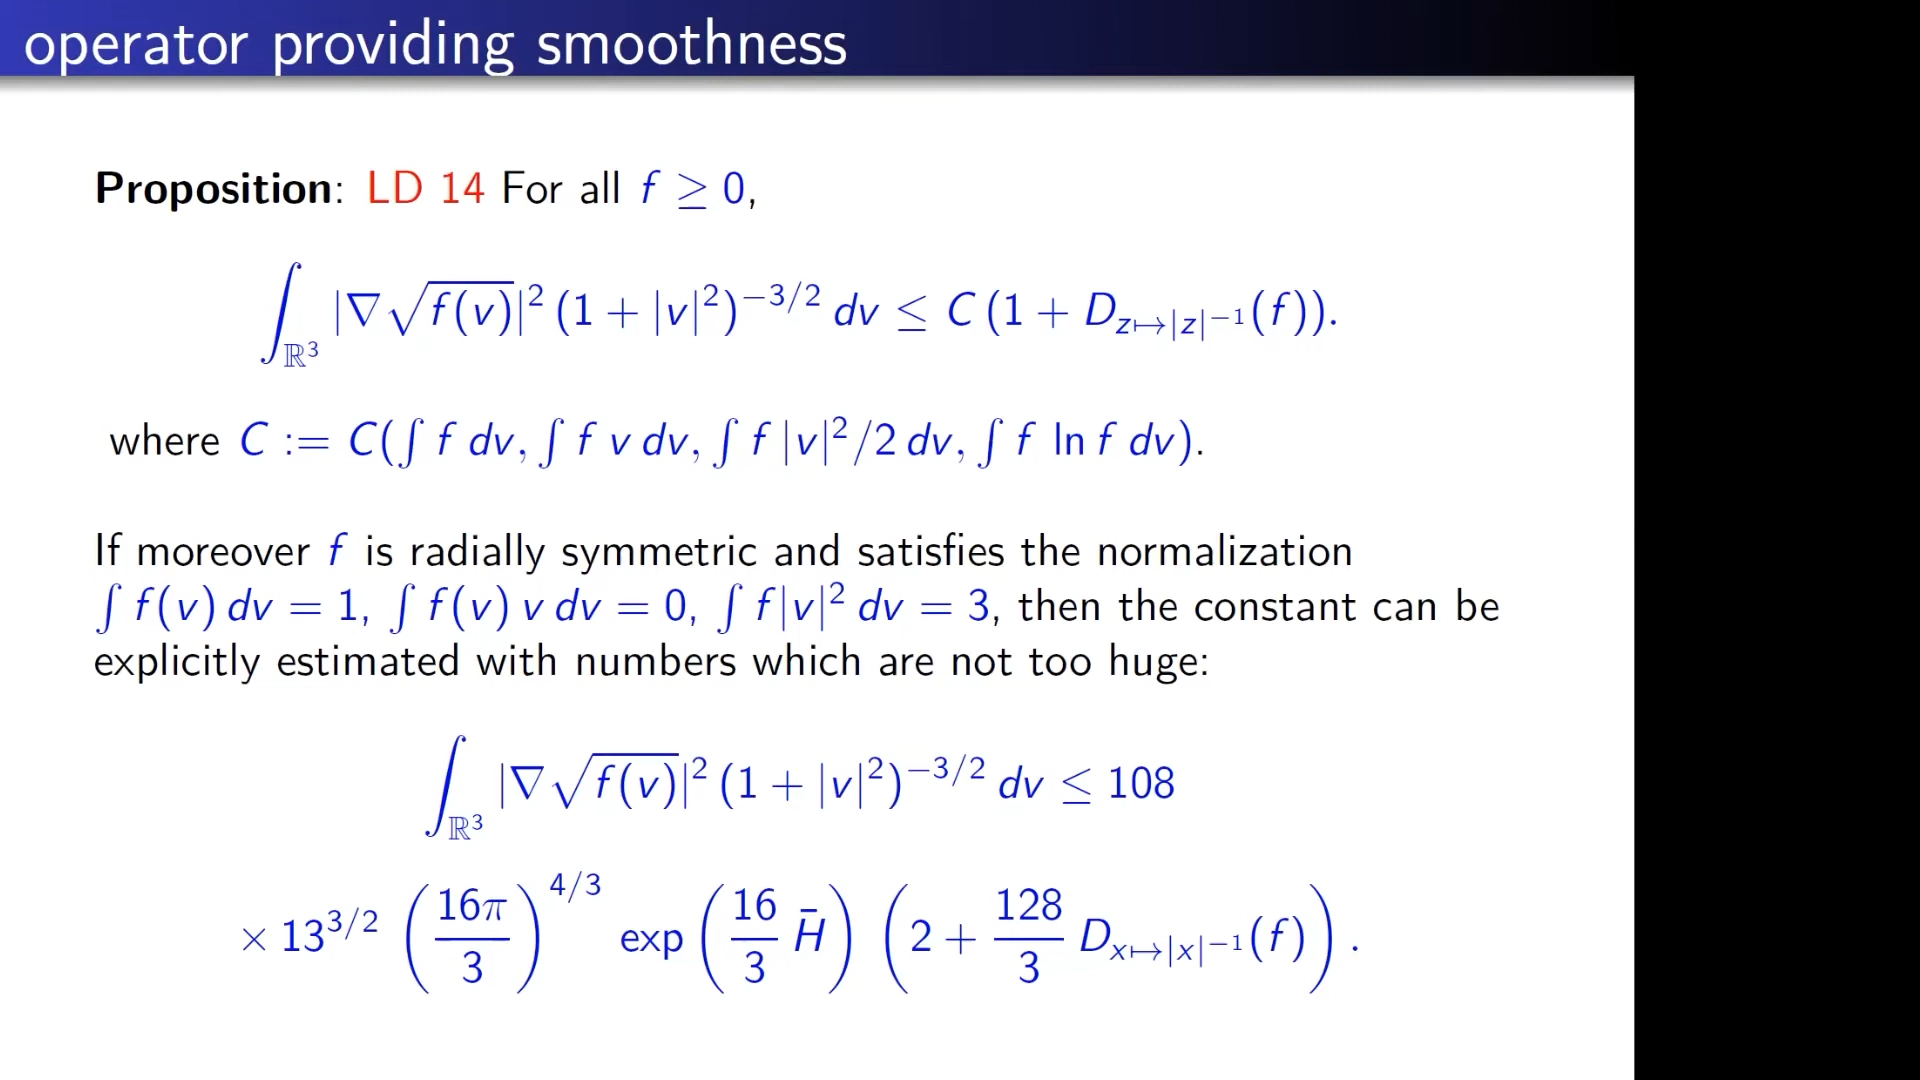 operator providing smoothness
Proposition: LD 14 For all f ≥ 0,
∫_{ℝ³} |∇√f(v)|² (1 + |v|²)^{−3/2} dv ≤ C (1 + D_{z↦|z|^{−1}}(f)).
where C := C(∫ f dv, ∫ f v dv, ∫ f |v|²/2 dv, ∫ f ln f dv).
If moreover f is radially symmetric and satisfies the normalization
∫ f(v) dv = 1, ∫ f(v) v dv = 0, ∫ f|v|² dv = 3, then the constant can be
explicitly estimated with numbers which are not too huge:
∫_{ℝ³} |∇√f(v)|² (1 + |v|²)^{−3/2} dv ≤ 108
× 13^{3/2} (16π/3)^{4/3} exp (16/3 H̄) (2 + 128/3 D_{x↦|x|^{−1}}(f)).